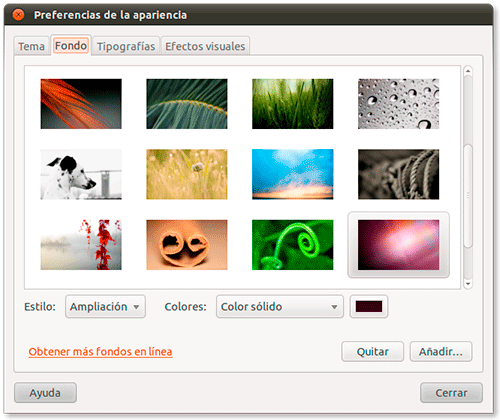 Preferencias de la apariencia
Tema Fondo Tipografías Efectos visuales
Estilo: Ampliación Colores: Color sólido
Obtener más fondos en línea Quitar Añadir...
Ayuda Cerrar